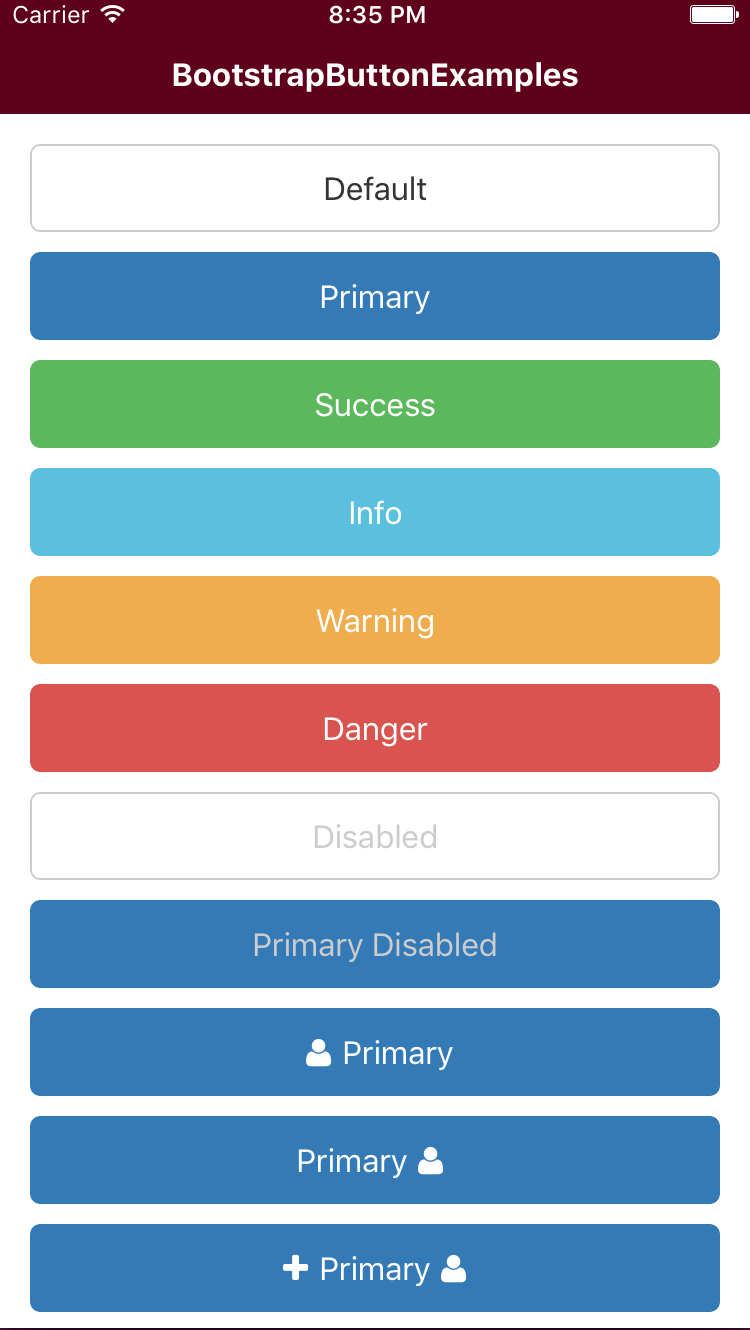 Carrier 8:35 PM
BootstrapButtonExamples
Default
Primary
Success
Info
Warning
Danger
Disabled
Primary Disabled
Primary
Primary
Primary